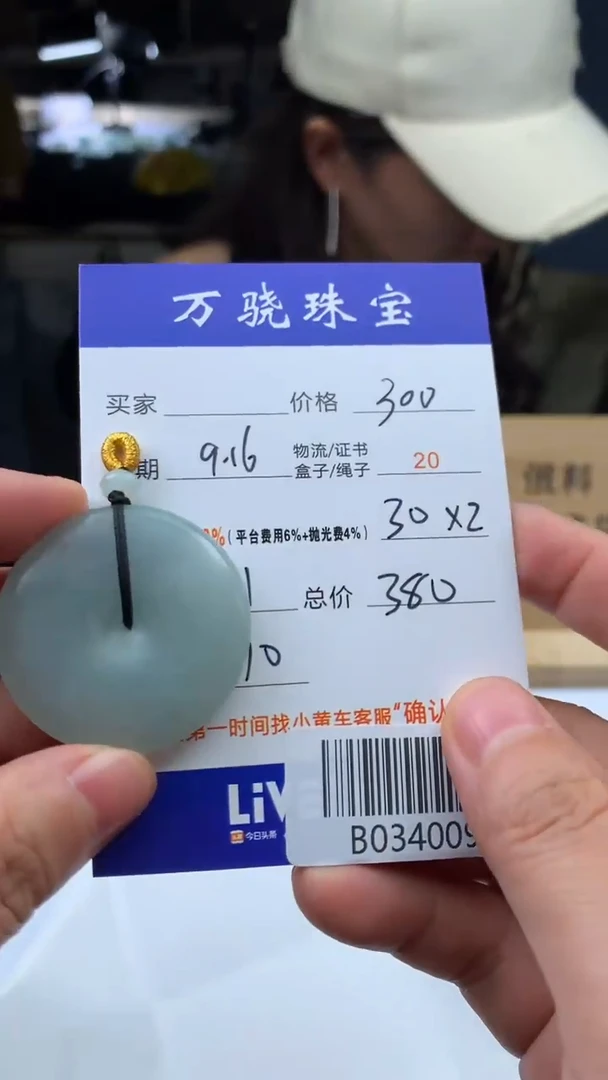 万骁珠宝
买家 价格 300
期 9.16 物流/证书 盒子/绳子 20
%(平台费用6%+抛光费4%) 30 x2
总价 380
10
第一时间找小黄车客服“确认
LiV
今日头条
B034009